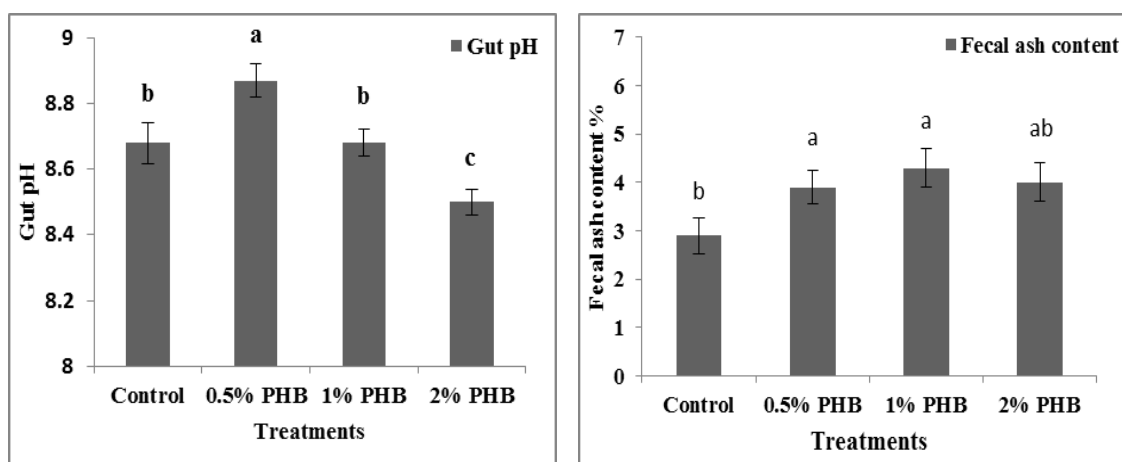 9
8.8
8.6
8.4
8.2
8
Gut pH
Gut pH
b
a
b
c
Control 0.5% PHB 1% PHB 2% PHB
Treatments
7
6
5
4
3
2
1
0
Fecal ash content %
Fecal ash content
b
a
a
ab
Control 0.5% PHB 1% PHB 2% PHB
Treatments